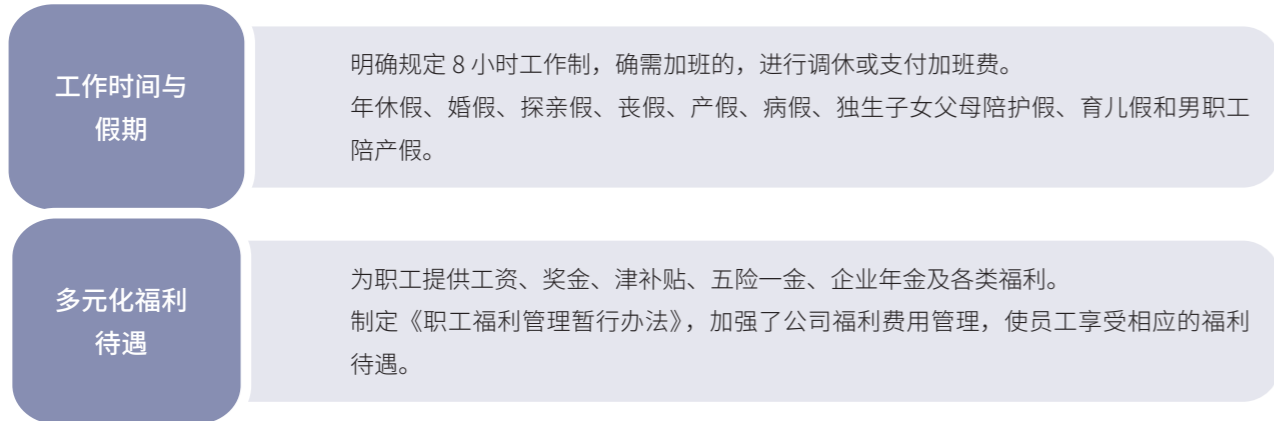 工作时间与
假期
明确规定 8 小时工作制，确需加班的，进行调休或支付加班费。
年休假、婚假、探亲假、丧假、产假、病假、独生子女父母陪护假、育儿假和男职工
陪产假。
多元化福利
待遇
为职工提供工资、奖金、津补贴、五险一金、企业年金及各类福利。
制定《职工福利管理暂行办法》，加强了公司福利费用管理，使员工享受相应的福利
待遇。